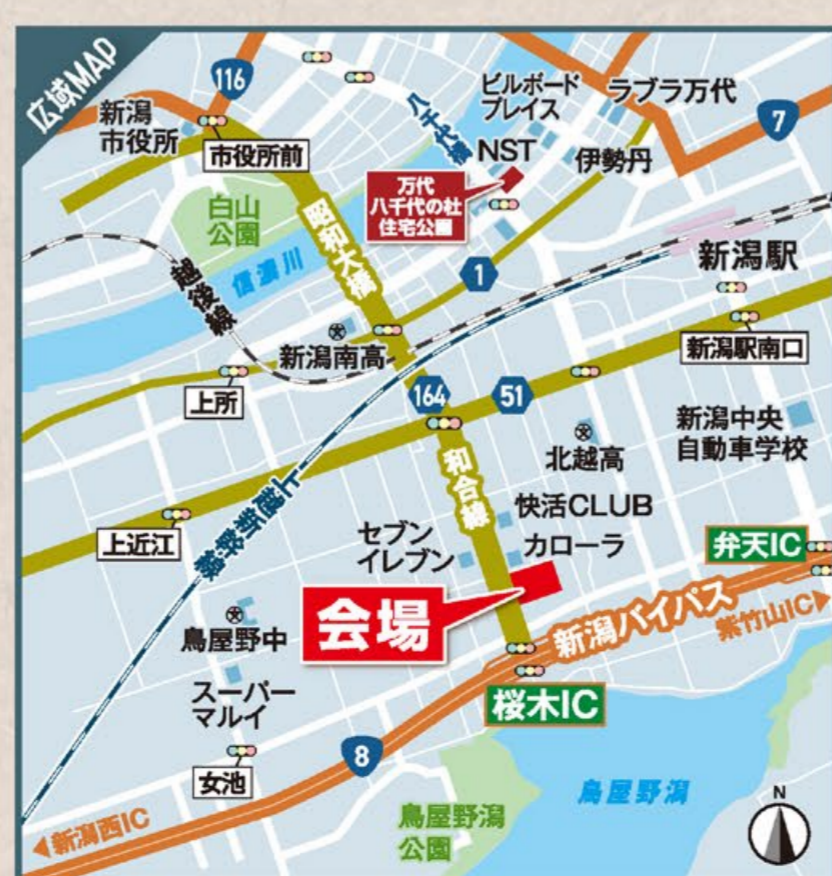 広域MAP
116
新潟
市役所
市役所前
八千代橋
ビルボード
プレイス
ラブラ万代
7
NST
伊勢丹
万代
八千代の杜
住宅公園
白山
公園
昭和大橋
信濃川
越後線
1
新潟駅
新潟南高
新潟駅南口
上所
164
51
新潟中央
自動車学校
北越高
和合線
快活CLUB
上越新幹線
上近江
セブン
イレブン
カローラ
弁天IC
会場
新潟バイパス
紫竹山IC
鳥屋野中
スーパー
マルイ
桜木IC
8
女池
鳥屋野潟
鳥屋野潟
公園
N
新潟西IC